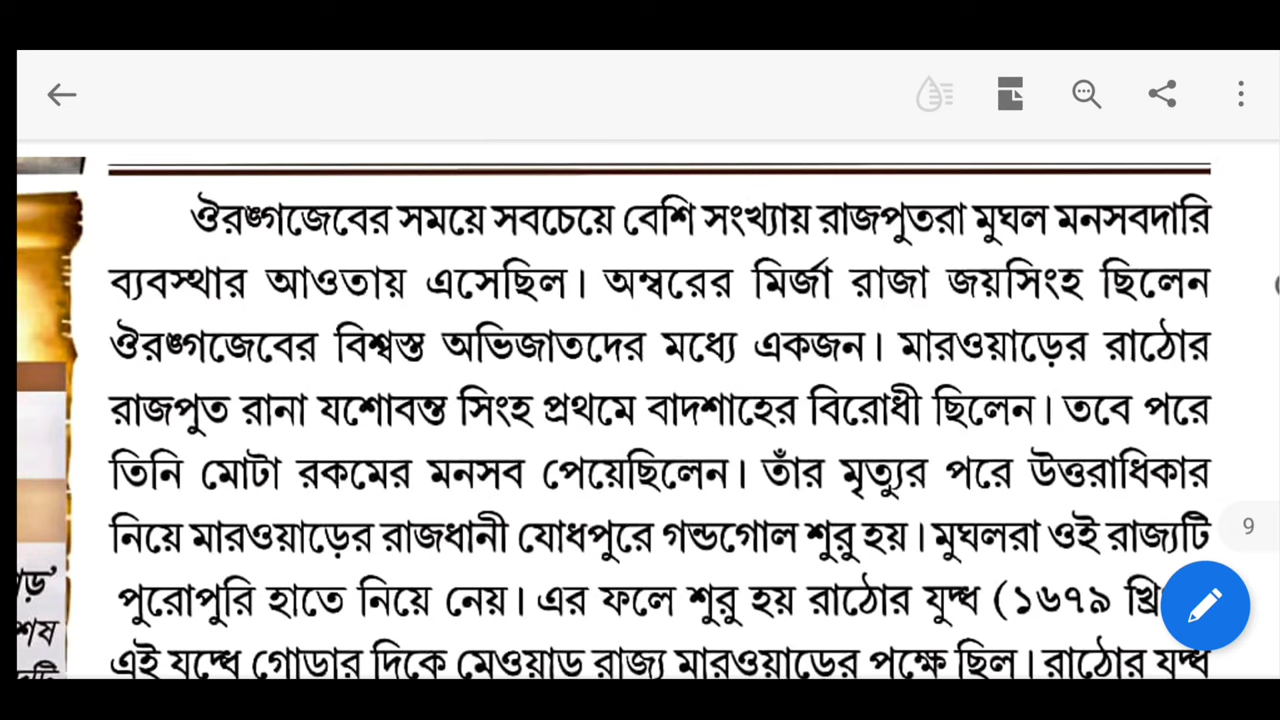 ঔরঙ্গজেবের সময়ে সবচেয়ে বেশি সংখ্যায় রাজপুতরা মুঘল মনসবদারি
ব্যবস্থার আওতায় এসেছিল। অম্বরের মির্জা রাজা জয়সিংহ ছিলেন
ঔরঙ্গজেবের বিশ্বস্ত অভিজাতদের মধ্যে একজন। মারওয়াড়ের রাঠোর
রাজপুত রানা যশোবন্ত সিংহ প্রথমে বাদশাহের বিরোধী ছিলেন। তবে পরে
তিনি মোটা রকমের মনসব পেয়েছিলেন। তাঁর মৃত্যুর পরে উত্তরাধিকার
নিয়ে মারওয়াড়ের রাজধানী যোধপুরে গন্ডগোল শুরু হয়। মুঘলরা ওই রাজ্যটি
9
পুরোপুরি হাতে নিয়ে নেয়। এর ফলে শুরু হয় রাঠোর যুদ্ধ (১৬৭৯
এই যুদ্ধে গোড়ার দিকে মেওয়াড় রাজ্য মারওয়াড়ের পক্ষে ছিল। রাঠোর যুদ্ধ
শেষ